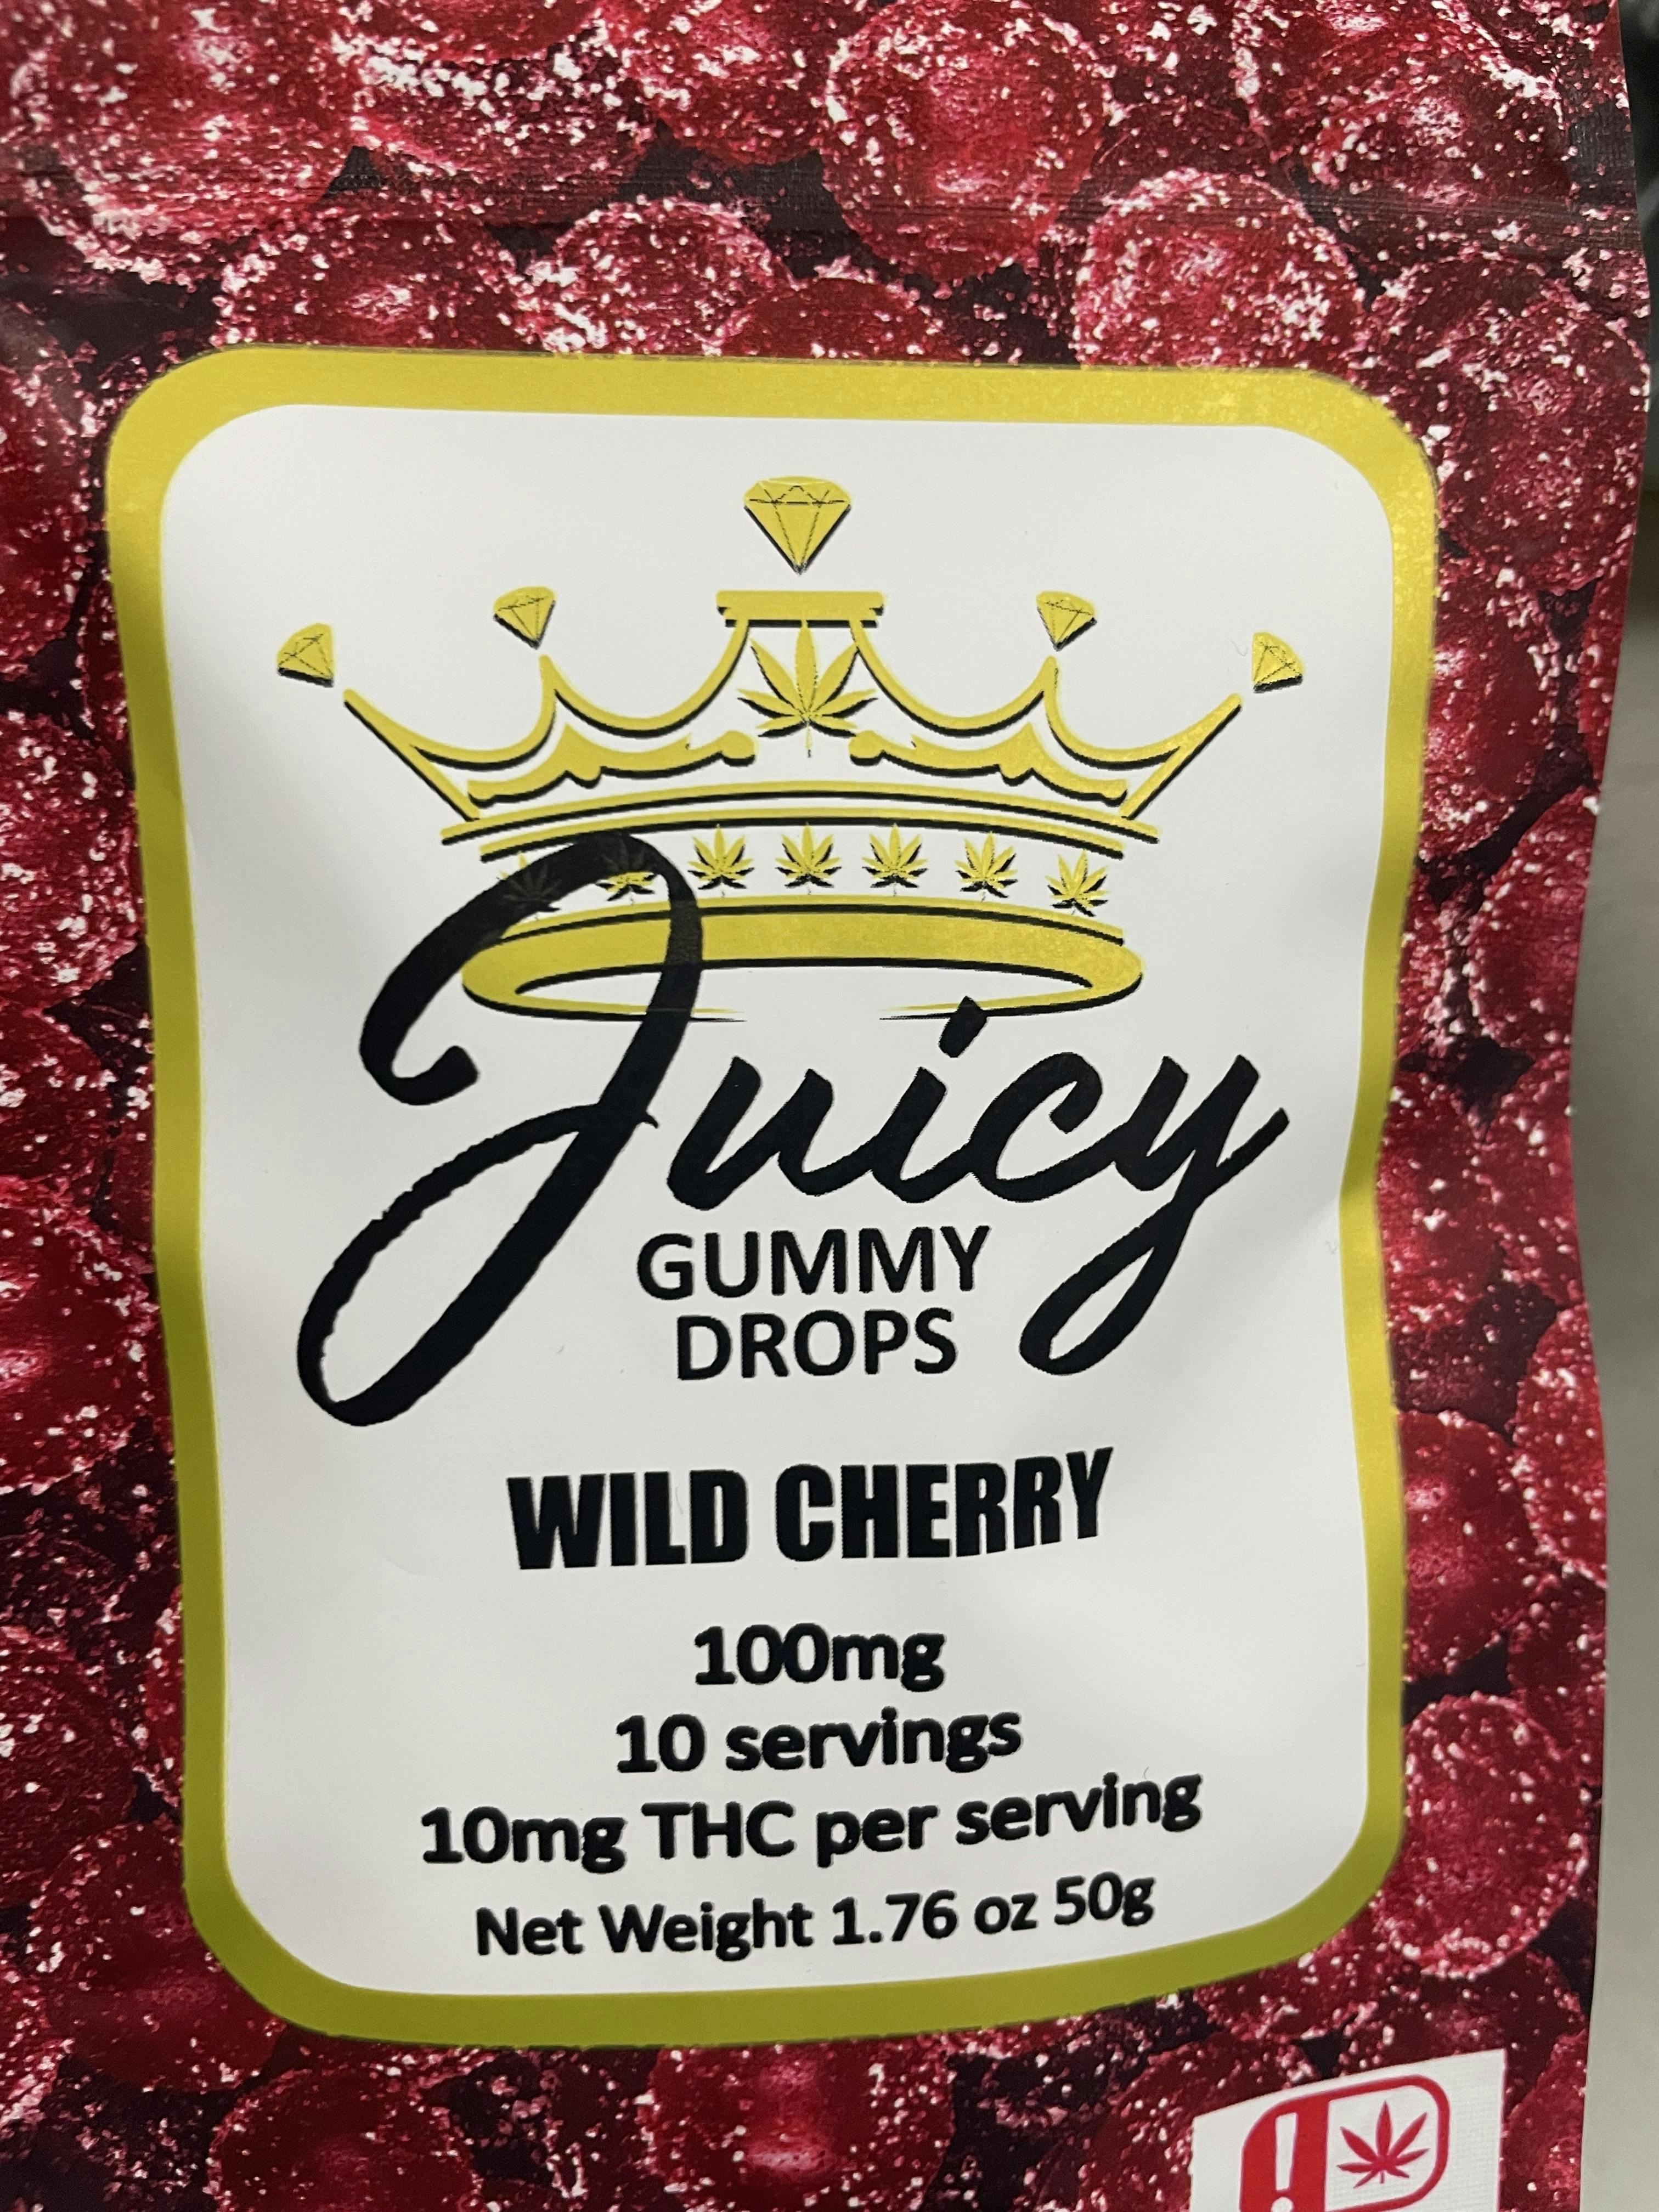 Juicy
GUMMY
DROPS
WILD CHERRY
100mg
10 servings
10mg THC per serving
Net Weight 1.76 oz 50g
!